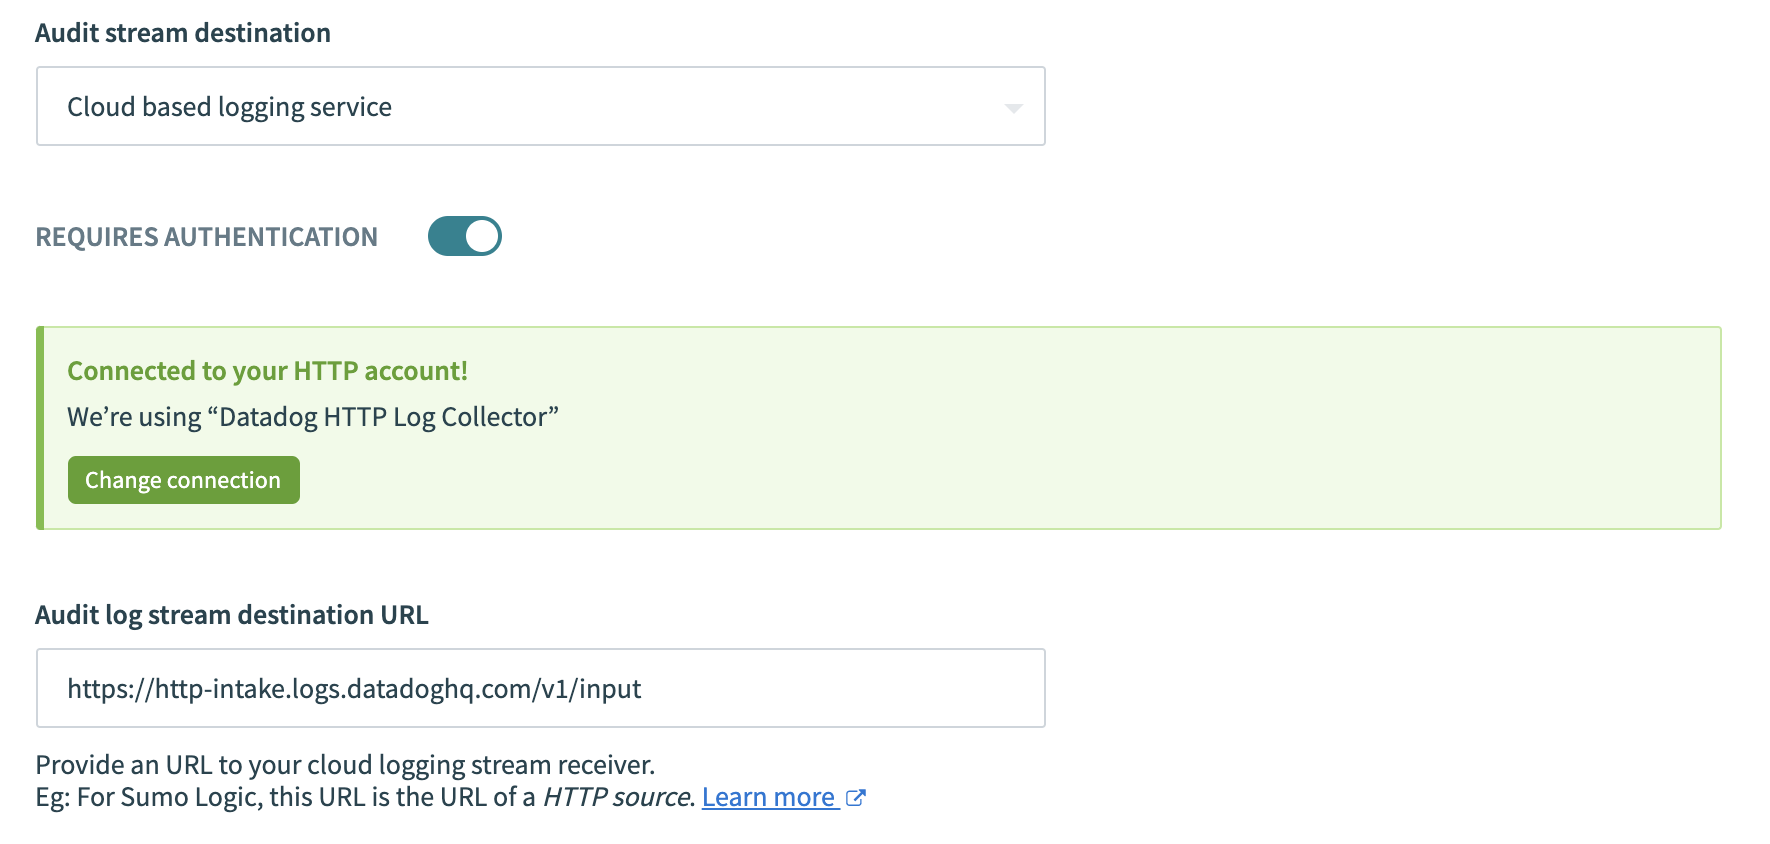 Audit stream destination
Cloud based logging service
REQUIRES AUTHENTICATION
Connected to your HTTP account!
We’re using “Datadog HTTP Log Collector”
Change connection
Audit log stream destination URL
https://http-intake.logs.datadoghq.com/v1/input
Provide an URL to your cloud logging stream receiver.
Eg: For Sumo Logic, this URL is the URL of a HTTP source. Learn more